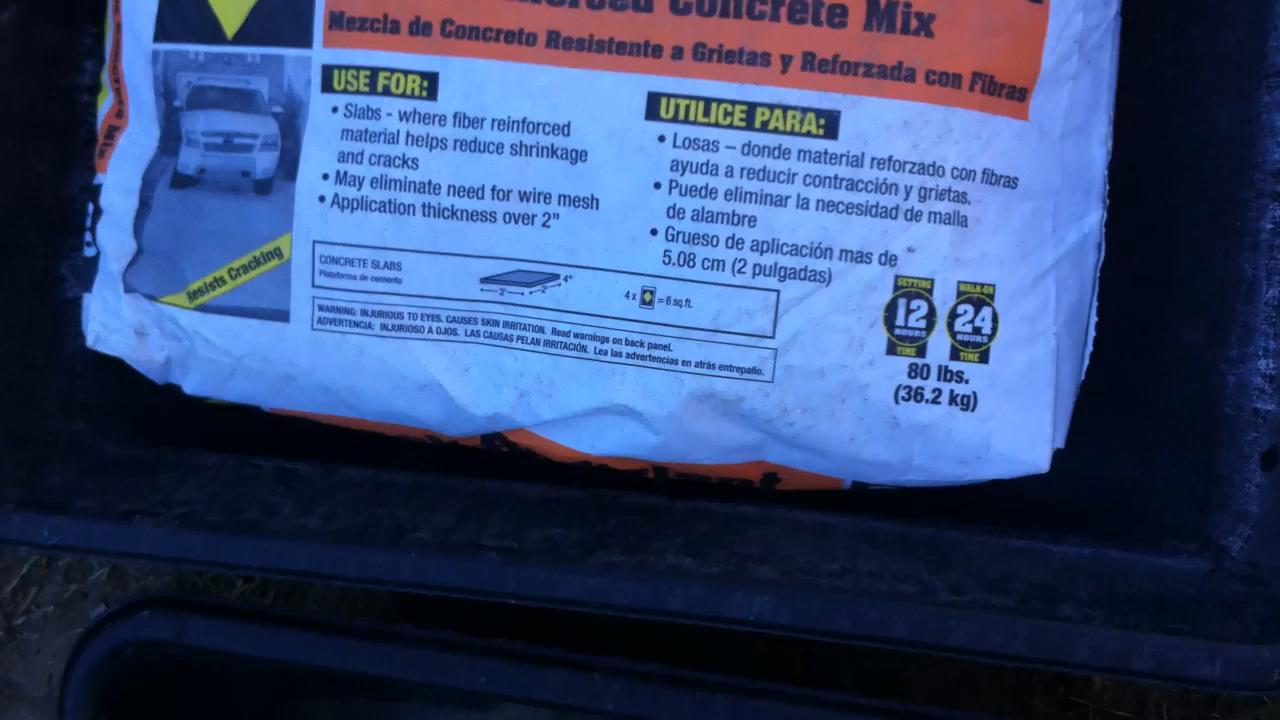 Concrete Mix
Mezcla de Concreto Resistente a Grietas y Reforzada con Fibras
USE FOR:
• Slabs - where fiber reinforced
material helps reduce shrinkage
and cracks
• May eliminate need for wire mesh
• Application thickness over 2"
UTILICE PARA:
• Losas – donde material reforzado con fibras
ayuda a reducir contracción y grietas.
• Puede eliminar la necesidad de malla
de alambre
• Grueso de aplicación mas de
5.08 cm (2 pulgadas)
Resists Cracking
CONCRETE SLABS
Plataforma de cemento
3' 2' 4"
4 x = 6 sq.ft.
WARNING: INJURIOUS TO EYES. CAUSES SKIN IRRITATION. Read warnings on back panel.
ADVERTENCIA: INJURIOSO A OJOS. LAS CAUSAS PELAN IRRITACIÓN. Lea las advertencias en atrás entrepaño.
SETTING
12
HOURS
TIME
WALK-ON
24
HOURS
TIME
80 lbs.
(36.2 kg)